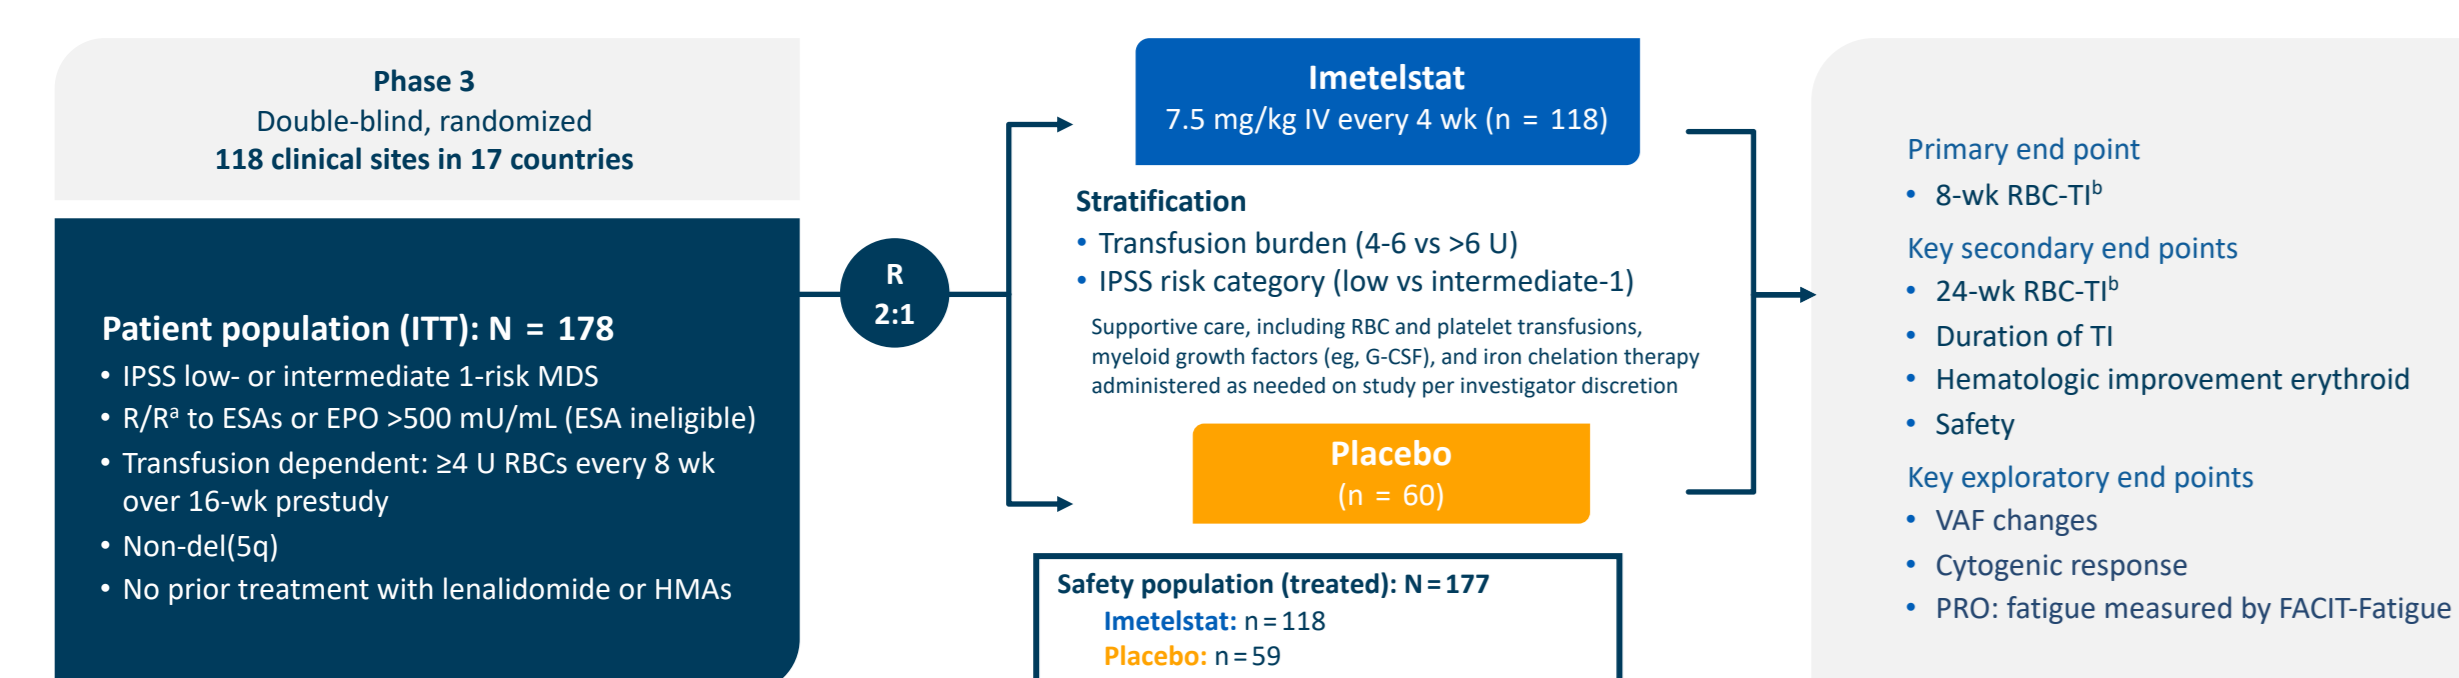 Phase 3
Double-blind, randomized
118 clinical sites in 17 countries
Patient population (ITT): N = 178
• IPSS low- or intermediate 1-risk MDS
• R/Rᵃ to ESAs or EPO >500 mU/mL (ESA ineligible)
• Transfusion dependent: ≥4 U RBCs every 8 wk
over 16-wk prestudy
• Non-del(5q)
• No prior treatment with lenalidomide or HMAs
R
2:1
Imetelstat
7.5 mg/kg IV every 4 wk (n = 118)
Stratification
• Transfusion burden (4-6 vs >6 U)
• IPSS risk category (low vs intermediate-1)
Supportive care, including RBC and platelet transfusions,
myeloid growth factors (eg, G-CSF), and iron chelation therapy
administered as needed on study per investigator discretion
Placebo
(n = 60)
Safety population (treated): N=177
Imetelstat: n=118
Placebo: n=59
Primary end point
• 8-wk RBC-TIᵇ
Key secondary end points
• 24-wk RBC-TIᵇ
• Duration of TI
• Hematologic improvement erythroid
• Safety
Key exploratory end points
• VAF changes
• Cytogenic response
• PRO: fatigue measured by FACIT-Fatigue